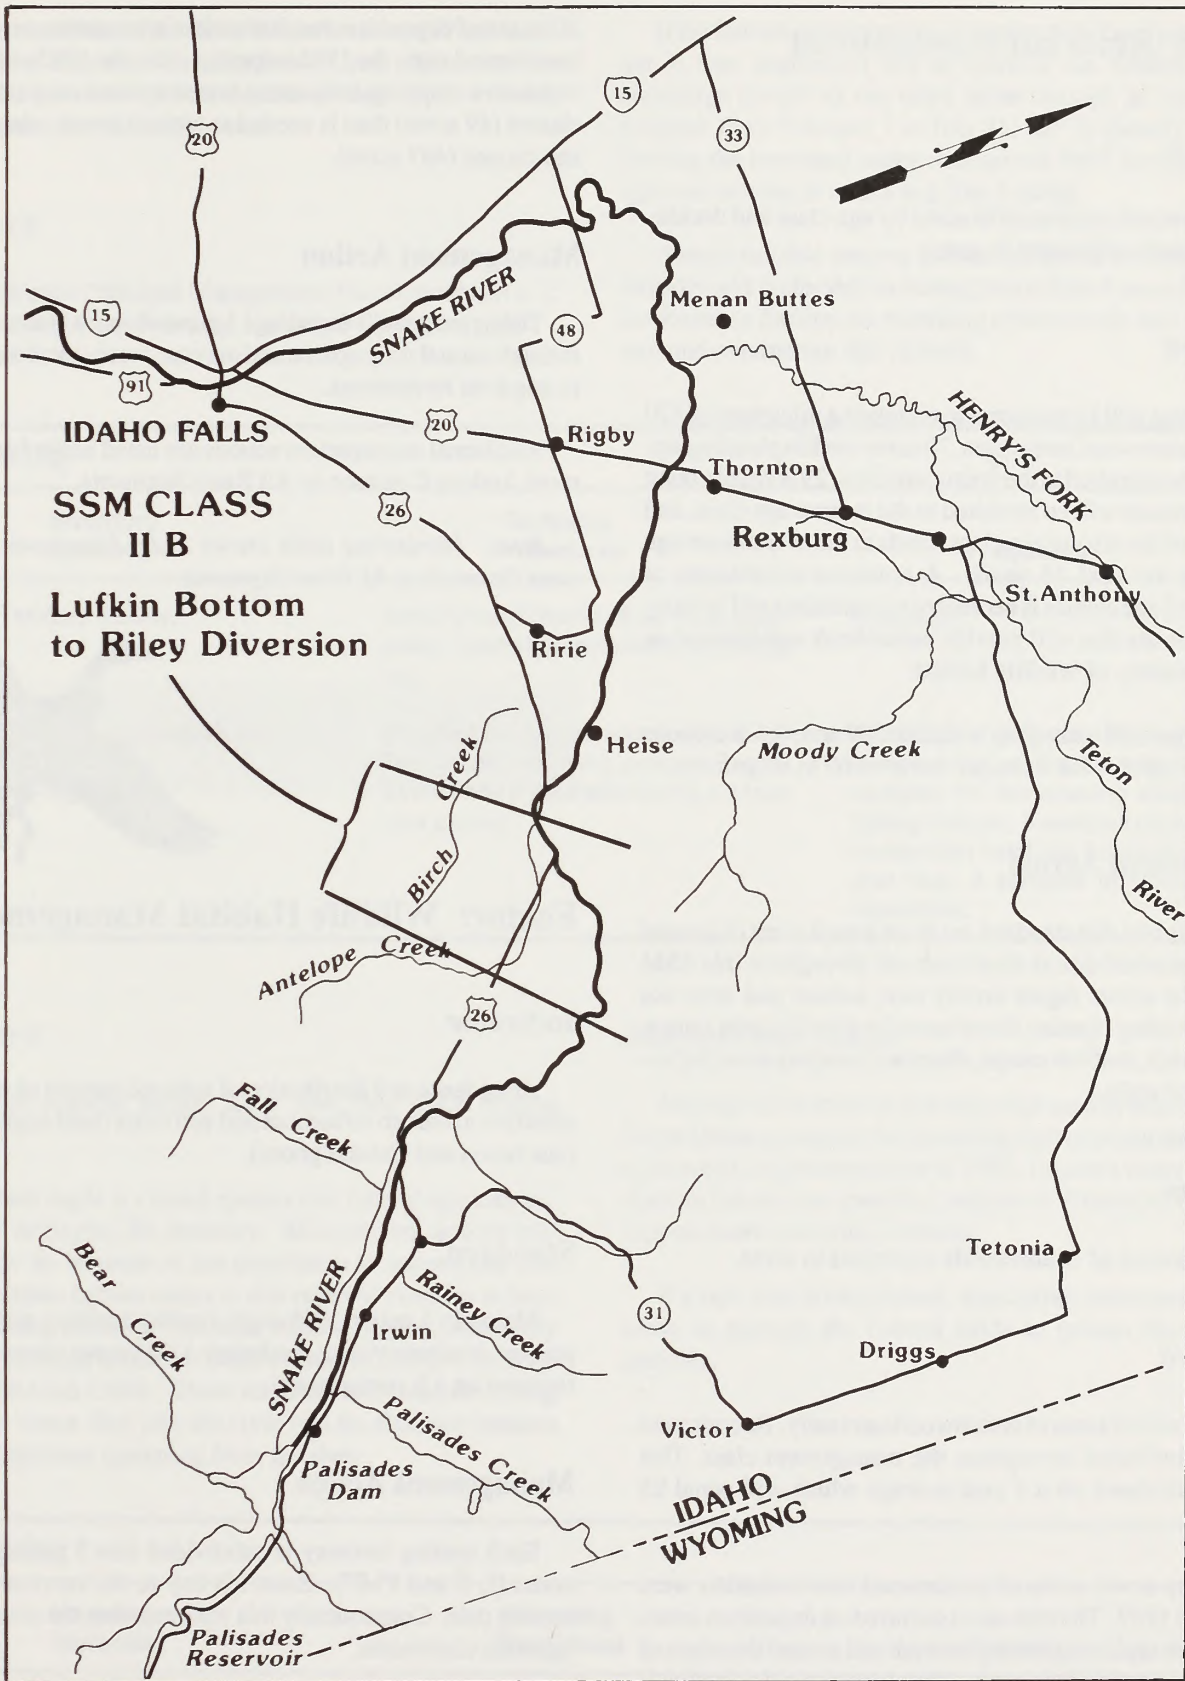 20
15
33
SNAKE RIVER
Menan Buttes
15
48
91
IDAHO FALLS
20
Rigby
HENRY'S FORK
Thornton
26
Rexburg
SSM CLASS
II B
St. Anthony
Lufkin Bottom
to Riley Diversion
Ririe
Heise
Moody Creek
Teton
River
Birch Creek
Antelope Creek
26
Fall Creek
Bear Creek
SNAKE RIVER
Rainey Creek
Tetonia
Irwin
31
Driggs
Palisades Creek
Victor
Palisades
Dam
IDAHO
WYOMING
Palisades
Reservoir